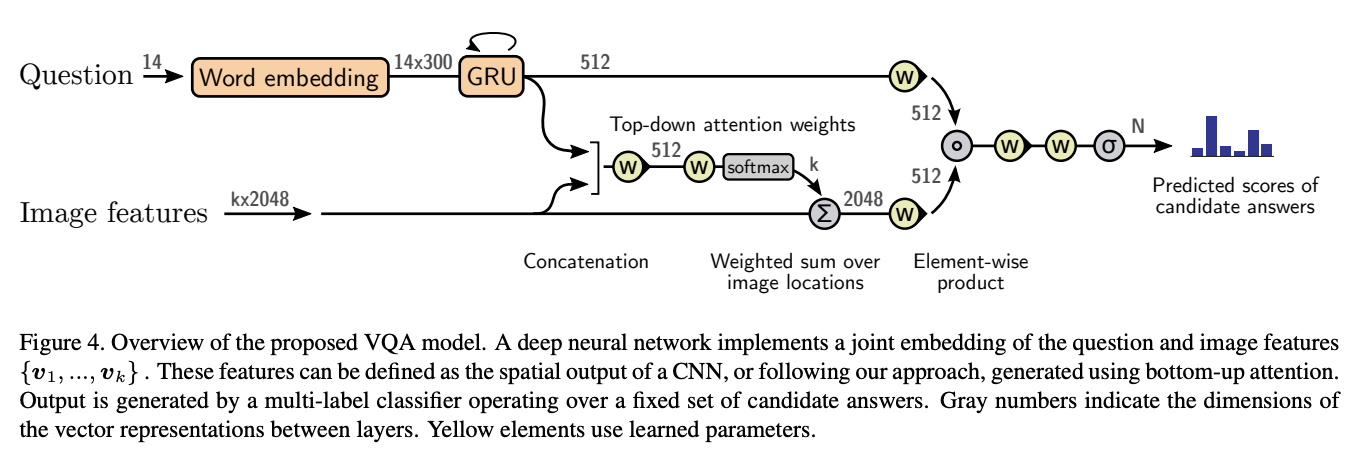 Question 14 Word embedding 14x300 GRU 512 w
Top-down attention weights
512
w 512 w softmax k
w w σ N
512
Predicted scores of
candidate answers
Image features kx2048 Σ 2048 w
Concatenation
Weighted sum over
image locations
Element-wise
product
Figure 4. Overview of the proposed VQA model. A deep neural network implements a joint embedding of the question and image features
{v₁, ..., vₖ} . These features can be defined as the spatial output of a CNN, or following our approach, generated using bottom-up attention.
Output is generated by a multi-label classifier operating over a fixed set of candidate answers. Gray numbers indicate the dimensions of
the vector representations between layers. Yellow elements use learned parameters.